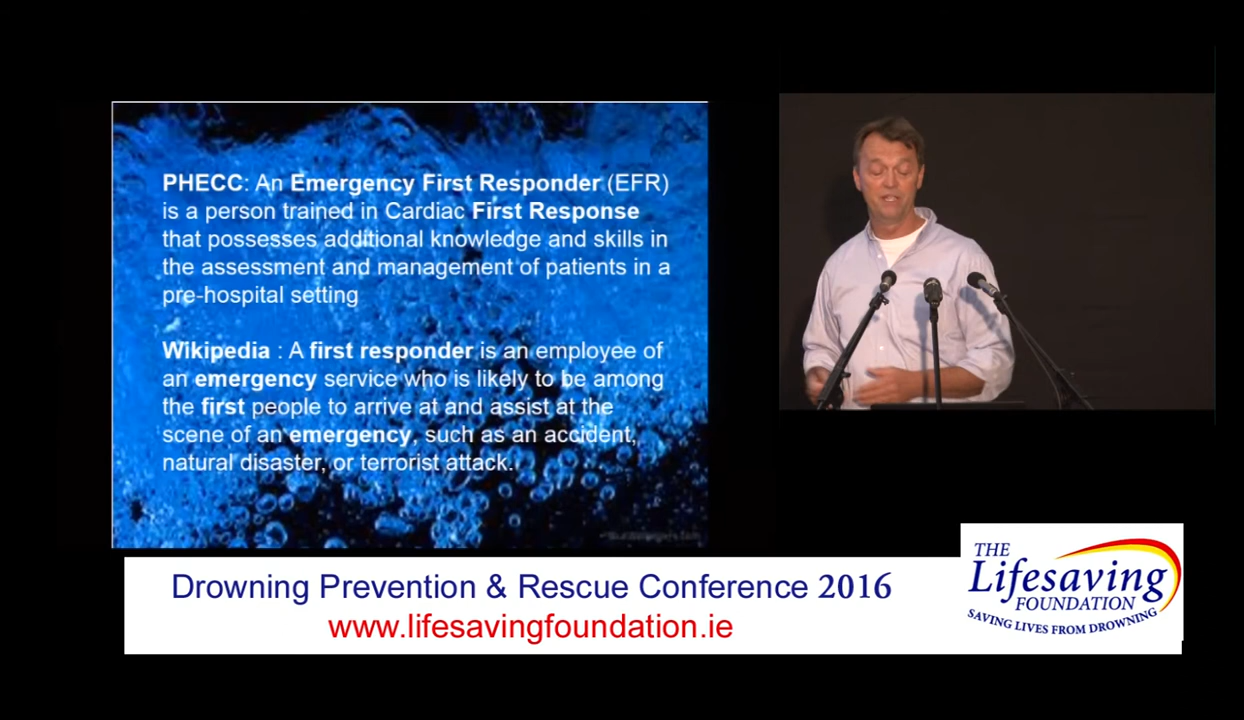 PHECC: An Emergency First Responder (EFR)
is a person trained in Cardiac First Response
that possesses additional knowledge and skills in
the assessment and management of patients in a
pre-hospital setting
Wikipedia : A first responder is an employee of
an emergency service who is likely to be among
the first people to arrive at and assist at the
scene of an emergency, such as an accident,
natural disaster, or terrorist attack.
Drowning Prevention & Rescue Conference 2016
www.lifesavingfoundation.ie
THE
Lifesaving
FOUNDATION
SAVING LIVES FROM DROWNING